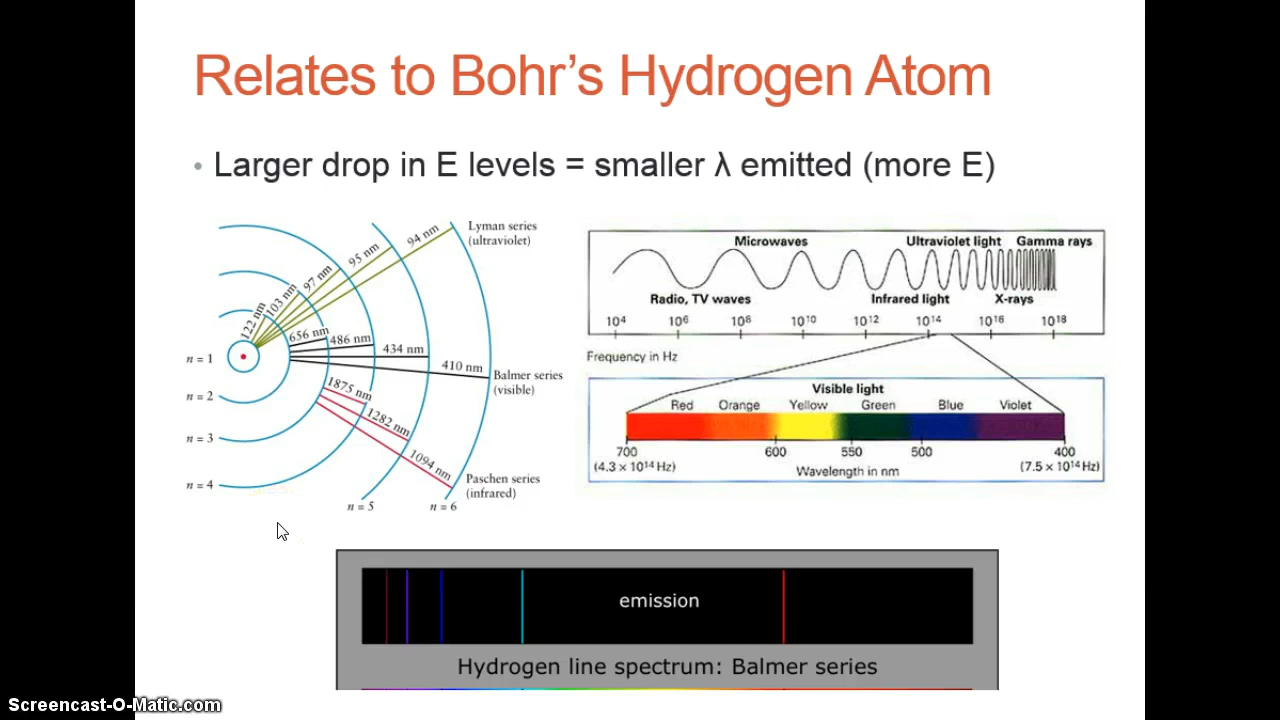 Relates to Bohr's Hydrogen Atom
• Larger drop in E levels = smaller λ emitted (more E)
Lyman series
(ultraviolet)
94 nm
95 nm
97 nm
103 nm
122 nm
656 nm
486 nm
434 nm
410 nm
Balmer series
(visible)
1875 nm
1282 nm
1094 nm
Paschen series
(infrared)
n = 1
n = 2
n = 3
n = 4
n = 5
n = 6
Microwaves
Ultraviolet light
Gamma rays
Radio, TV waves
Infrared light
X-rays
10⁴ 10⁶ 10⁸ 10¹⁰ 10¹² 10¹⁴ 10¹⁶ 10¹⁸
Frequency in Hz
Visible light
Red Orange Yellow Green Blue Violet
700 600 550 500 400
(4.3 x 10¹⁴ Hz) Wavelength in nm (7.5 x 10¹⁴ Hz)
emission
Hydrogen line spectrum: Balmer series
Screencast-O-Matic.com